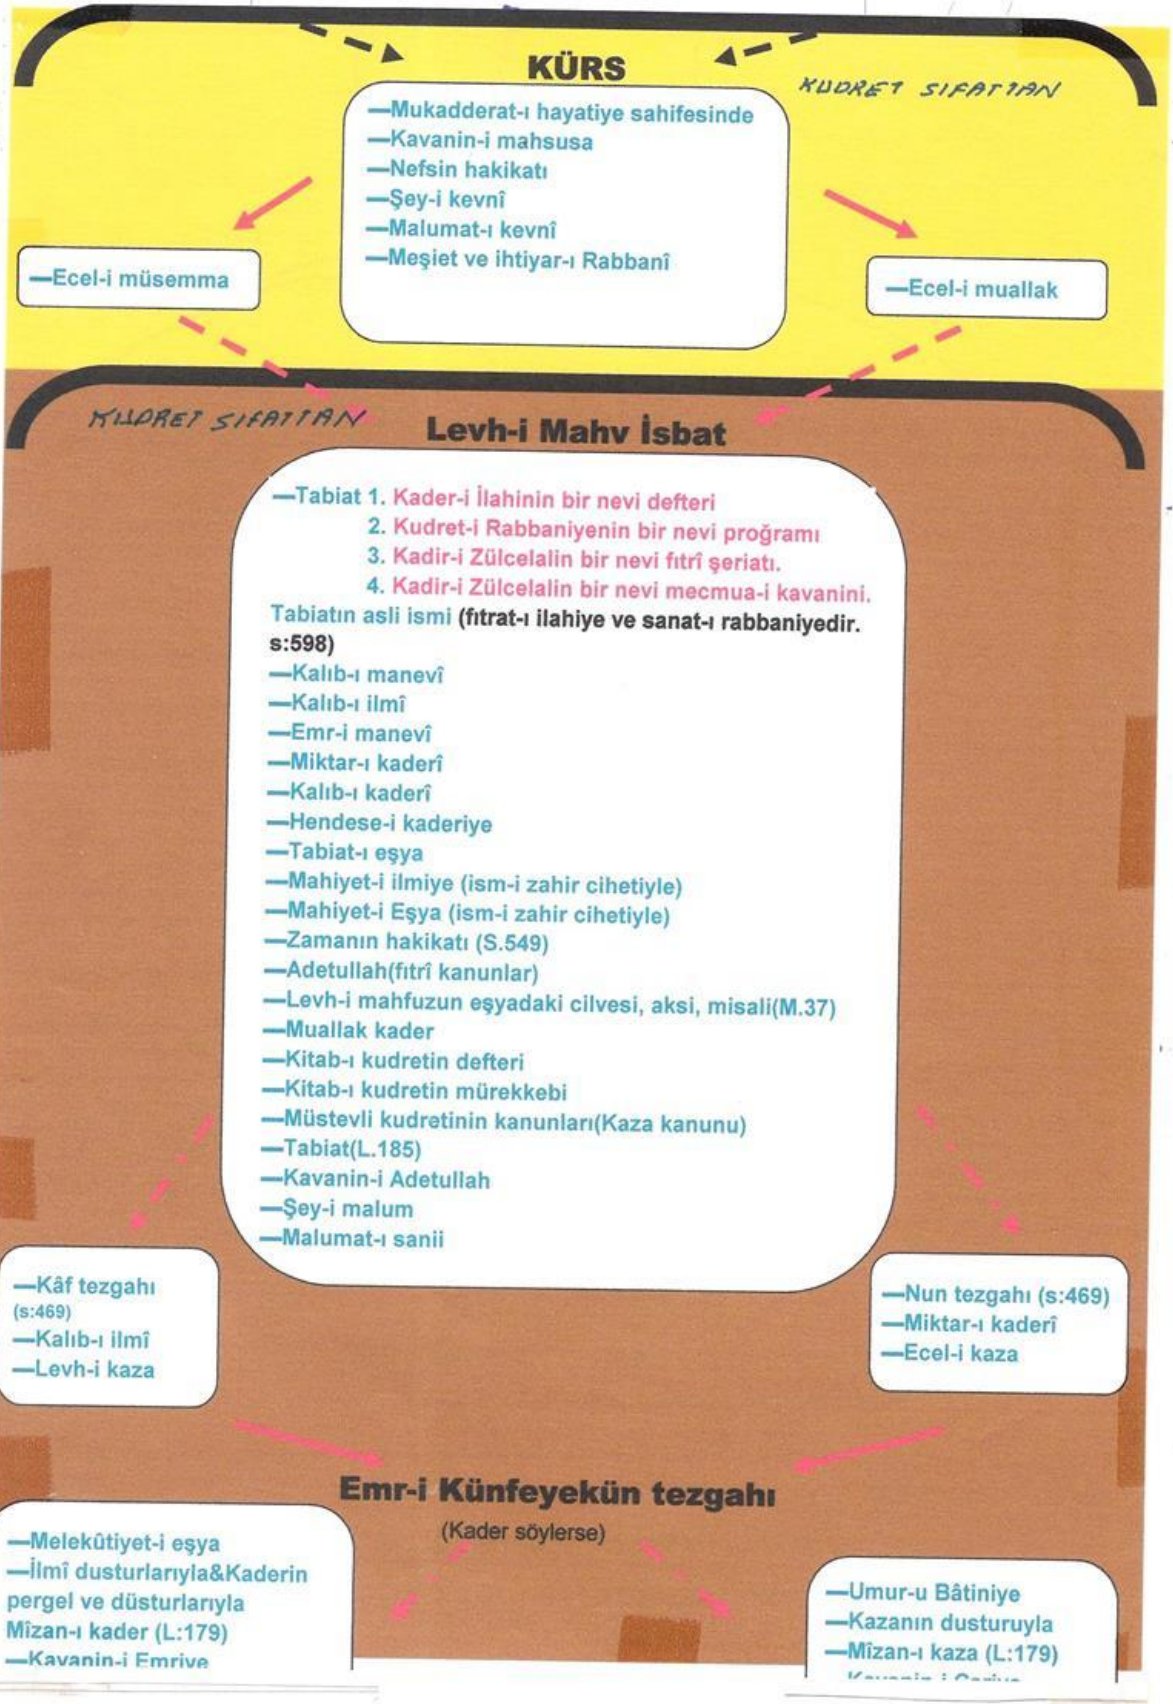 KÜRS
KUDRET SIFATTAN
—Mukadderat-ı hayatiye sahifesinde
—Kavanin-i mahsusa
—Nefsin hakikatı
—Şey-i kevnî
—Malumat-ı kevnî
—Meşiet ve ihtiyar-ı Rabbanî
—Ecel-i müsemma
—Ecel-i muallak
KUDRET SIFATTAN
Levh-i Mahv İsbat
—Tabiat 1. Kader-i İlahinin bir nevi defteri
2. Kudret-i Rabbaniyenin bir nevi proğramı
3. Kadir-i Zülcelalin bir nevi fıtrî şeriatı.
4. Kadir-i Zülcelalin bir nevi mecmua-i kavanini.
Tabiatın asli ismi (fıtrat-ı ilahiye ve sanat-ı rabbaniyedir.
s:598)
—Kalıb-ı manevî
—Kalıb-ı ilmî
—Emr-i manevî
—Miktar-ı kaderî
—Kalıb-ı kaderî
—Hendese-i kaderiye
—Tabiat-ı eşya
—Mahiyet-i ilmiye (ism-i zahir cihetiyle)
—Mahiyet-i Eşya (ism-i zahir cihetiyle)
—Zamanın hakikatı (S.549)
—Adetullah(fıtrî kanunlar)
—Levh-i mahfuzun eşyadaki cilvesi, aksi, misali(M.37)
—Muallak kader
—Kitab-ı kudretin defteri
—Kitab-ı kudretin mürekkebi
—Müstevli kudretinin kanunları(Kaza kanunu)
—Tabiat(L.185)
—Kavanin-i Adetullah
—Şey-i malum
—Malumat-ı sanii
—Kâf tezgahı
(s:469)
—Kalıb-ı ilmî
—Levh-i kaza
—Nun tezgahı (s:469)
—Miktar-ı kaderî
—Ecel-i kaza
Emr-i Künfeyekün tezgahı
(Kader söylerse)
—Melekûtiyet-i eşya
—İlmî dusturlarıyla&Kaderin
pergel ve düsturlarıyla
Mîzan-ı kader (L:179)
—Kavanin-i Emriye
—Umur-u Bâtiniye
—Kazanın dusturuyla
—Mîzan-ı kaza (L:179)